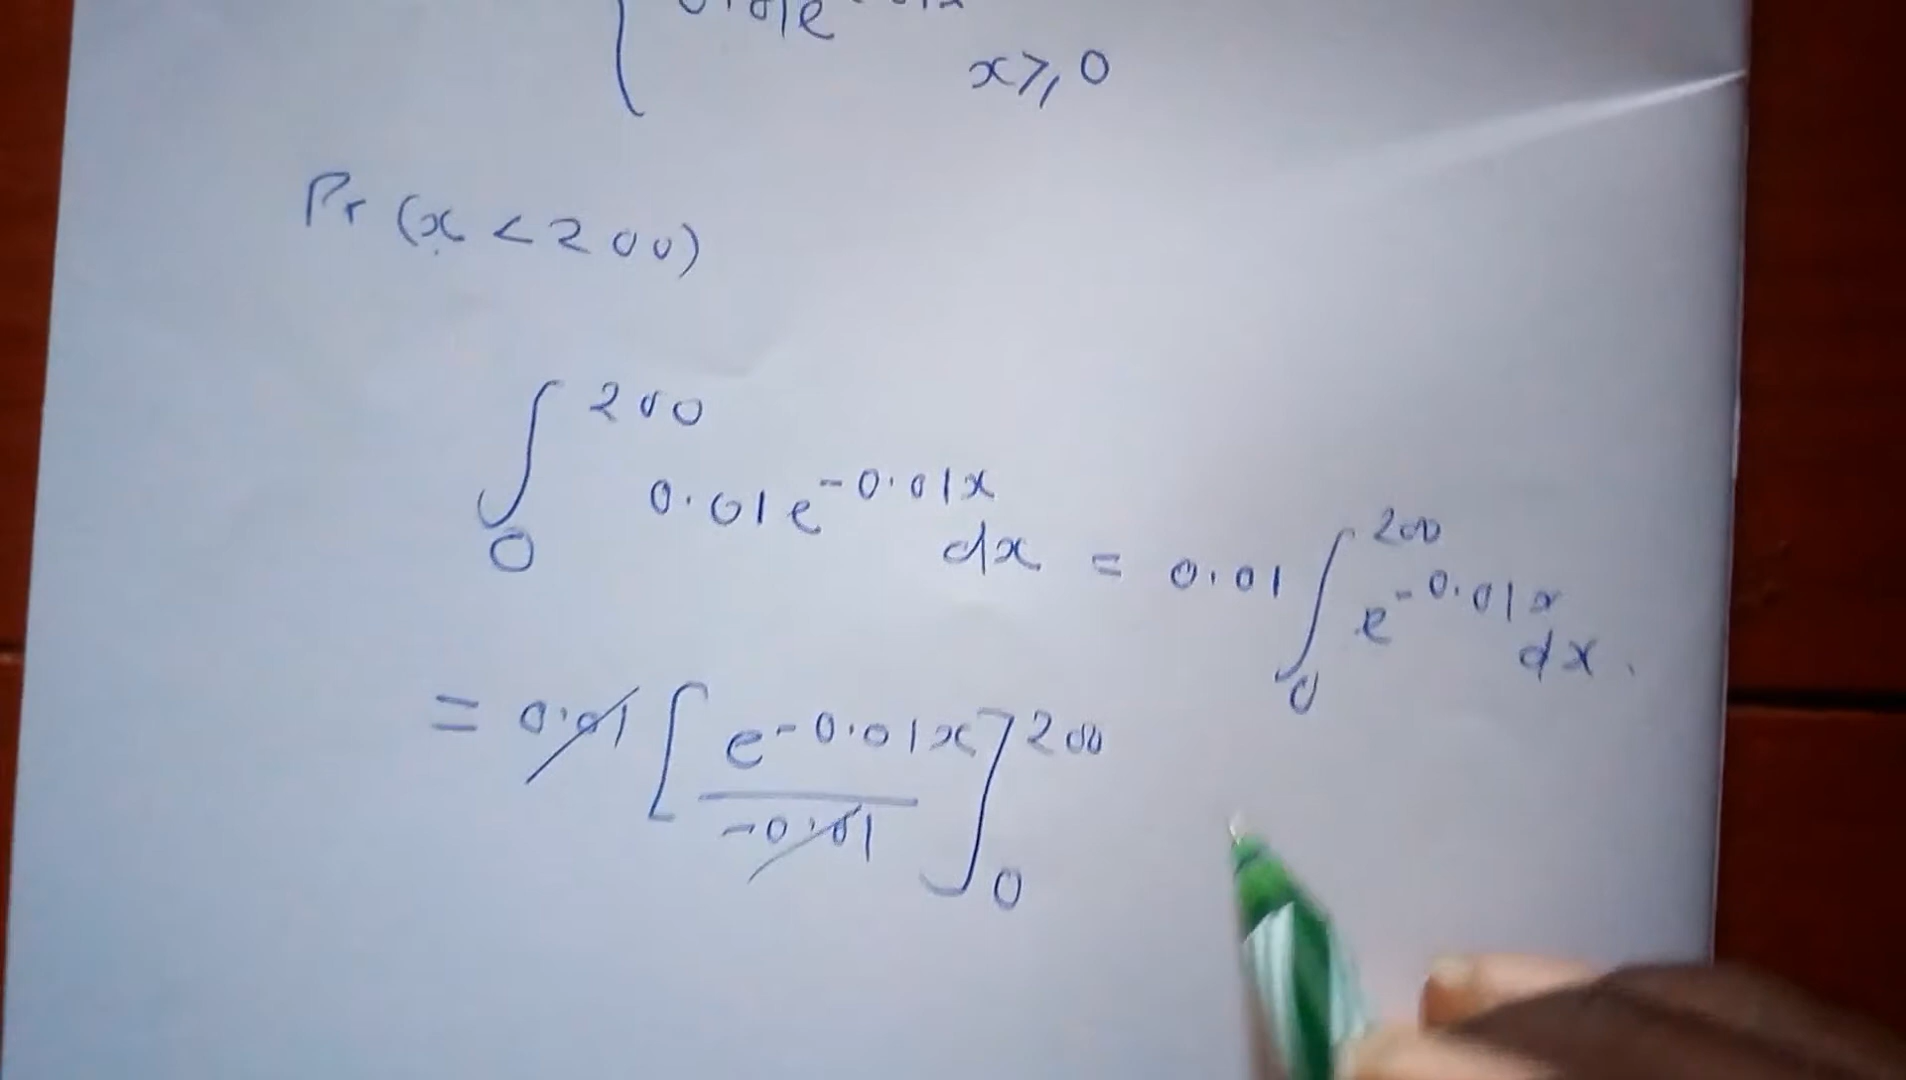 x ≥ 0
Pr (x < 200)
∫₀²⁰⁰ 0.01e^{-0.01x} dx = 0.01 ∫₀²⁰⁰ e^{-0.01x} dx.
= 0.01 [e^{-0.01x} / -0.01]₀²⁰⁰